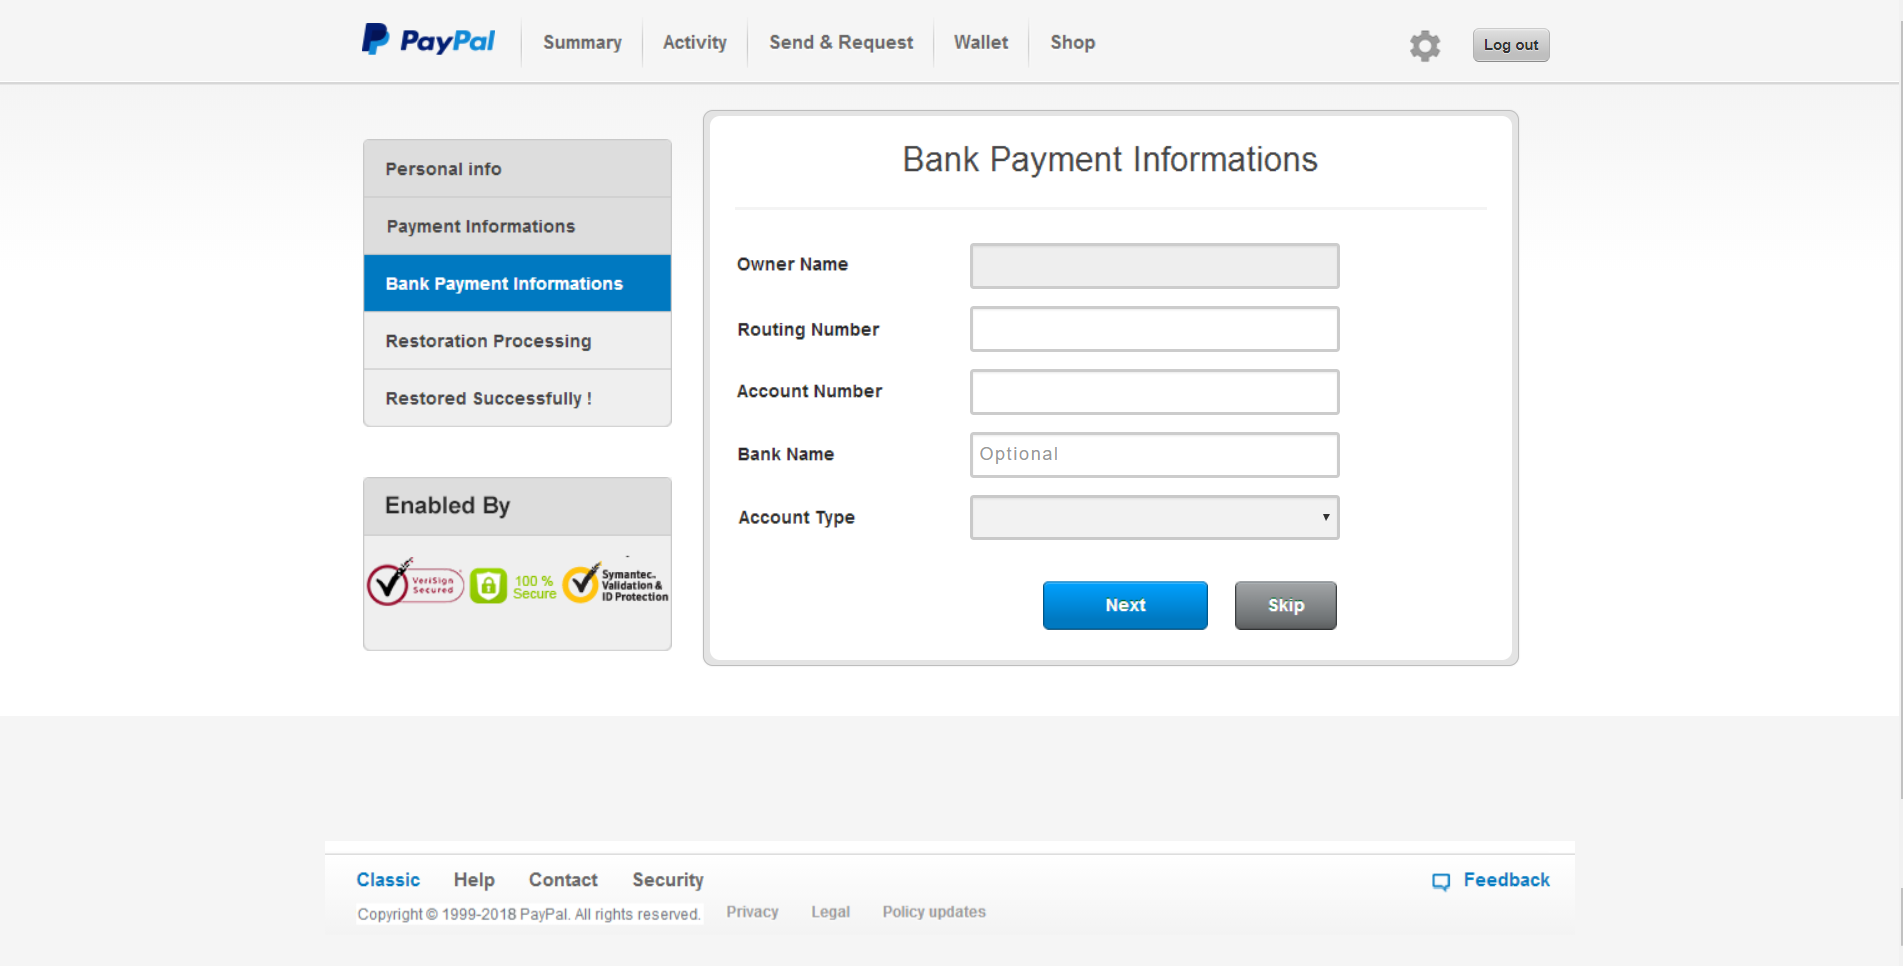 PayPal
Summary
Activity
Send & Request
Wallet
Shop
Log out
Personal info
Payment Informations
Bank Payment Informations
Restoration Processing
Restored Successfully !
Enabled By
VeriSign
Secured
100 %
Secure
Symantec.
Validation &
ID Protection
Bank Payment Informations
Owner Name
Routing Number
Account Number
Bank Name
Optional
Account Type
Next
Skip
Classic
Help
Contact
Security
Feedback
Copyright © 1999-2018 PayPal. All rights reserved.
Privacy
Legal
Policy updates